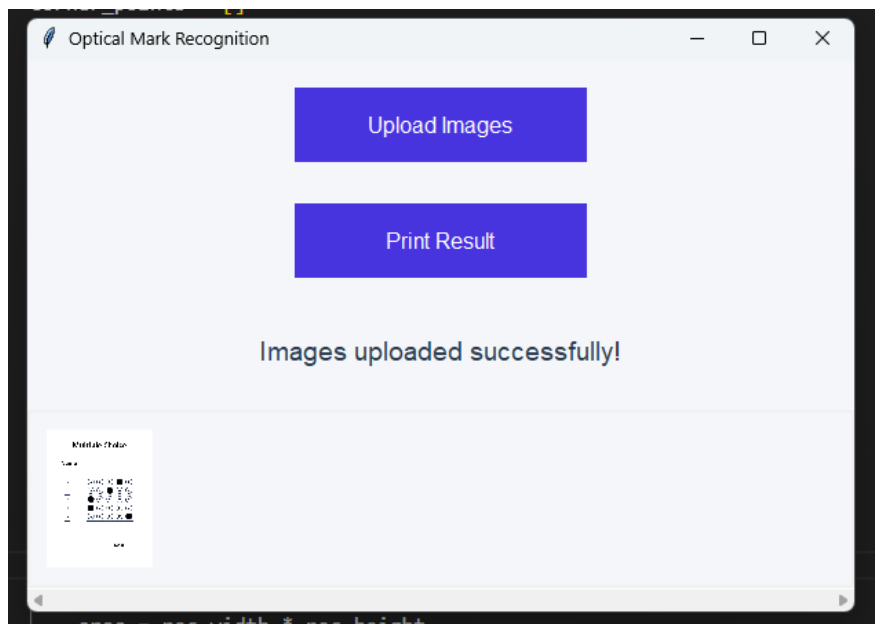 Optical Mark Recognition
Upload Images
Print Result
Images uploaded successfully!
Multiple Choice